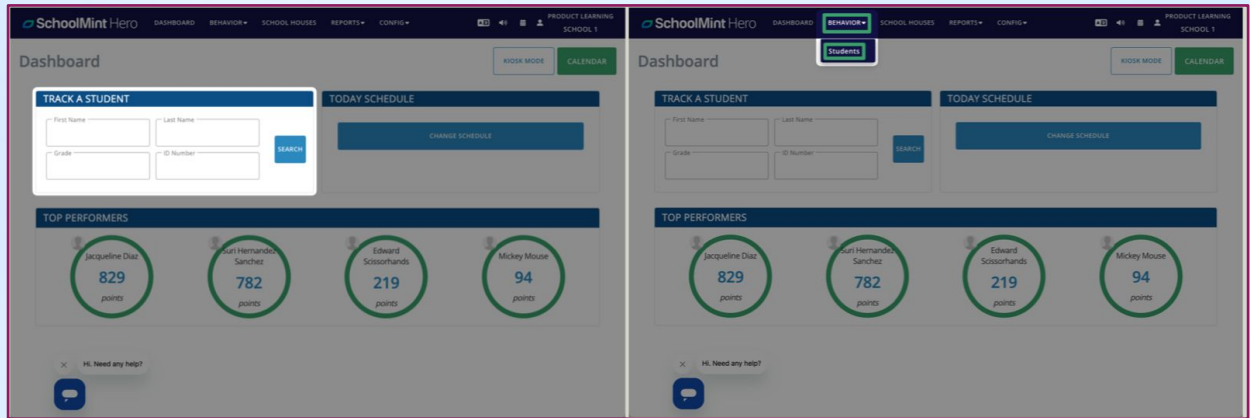 SchoolMint Hero DASHBOARD BEHAVIOR SCHOOL HOUSES REPORTS CONFIG PRODUCT LEARNING SCHOOL 1
Dashboard KIOSK MODE CALENDAR
TRACK A STUDENT TODAY SCHEDULE
First Name Last Name
CHANGE SCHEDULE
SEARCH
Grade ID Number
TOP PERFORMERS
Jacqueline Diaz
829
points
Suri Hernandez
Sanchez
782
points
Edward
Scissorhands
219
points
Mickey Mouse
94
points
Hi. Need any help?
SchoolMint Hero DASHBOARD BEHAVIOR SCHOOL HOUSES REPORTS CONFIG PRODUCT LEARNING SCHOOL 1
Students
Dashboard KIOSK MODE CALENDAR
TRACK A STUDENT TODAY SCHEDULE
First Name Last Name
CHANGE SCHEDULE
SEARCH
Grade ID Number
TOP PERFORMERS
Jacqueline Diaz
829
points
Suri Hernandez
Sanchez
782
points
Edward
Scissorhands
219
points
Mickey Mouse
94
points
Hi. Need any help?